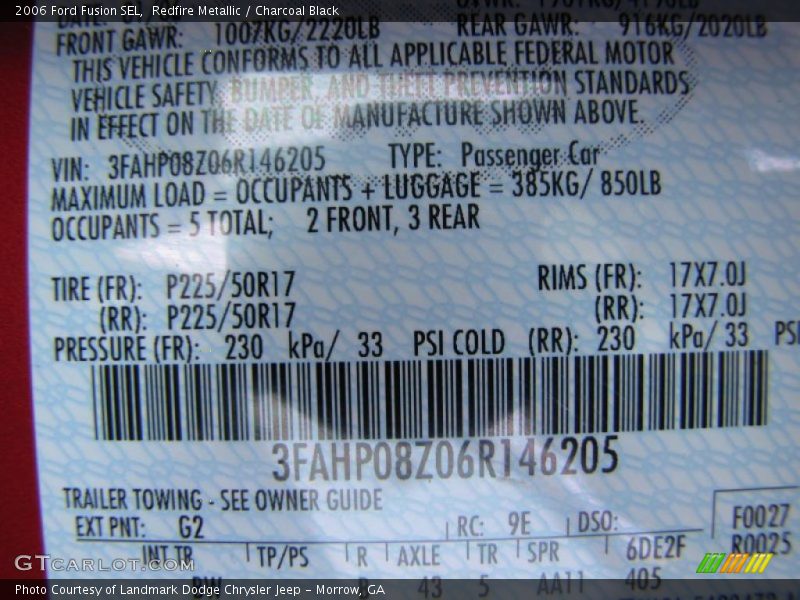 2006 Ford Fusion SEL, Redfire Metallic / Charcoal Black
FRONT GAWR: 1007KG/2220LB REAR GAWR: 916KG/2020LB
THIS VEHICLE CONFORMS TO ALL APPLICABLE FEDERAL MOTOR
VEHICLE SAFETY, BUMPER, AND THEFT PREVENTION STANDARDS
IN EFFECT ON THE DATE OF MANUFACTURE SHOWN ABOVE.
VIN: 3FAHP08Z06R146205 TYPE: Passenger Car
MAXIMUM LOAD = OCCUPANTS + LUGGAGE = 385KG/ 850LB
OCCUPANTS = 5 TOTAL; 2 FRONT, 3 REAR
TIRE (FR): P225/50R17 RIMS (FR): 17X7.0J
(RR): P225/50R17 (RR): 17X7.0J
PRESSURE (FR): 230 kPa/ 33 PSI COLD (RR): 230 kPa/ 33 PSI
3FAHP08Z06R146205
TRAILER TOWING - SEE OWNER GUIDE
EXT PNT: G2 RC: 9E DSO: F0027
INT TR TP/PS R AXLE TR SPR 6DE2F R0025
BW B 43 5 AA11 405
GTCARLOT.COM
Photo Courtesy of Landmark Dodge Chrysler Jeep - Morrow, GA